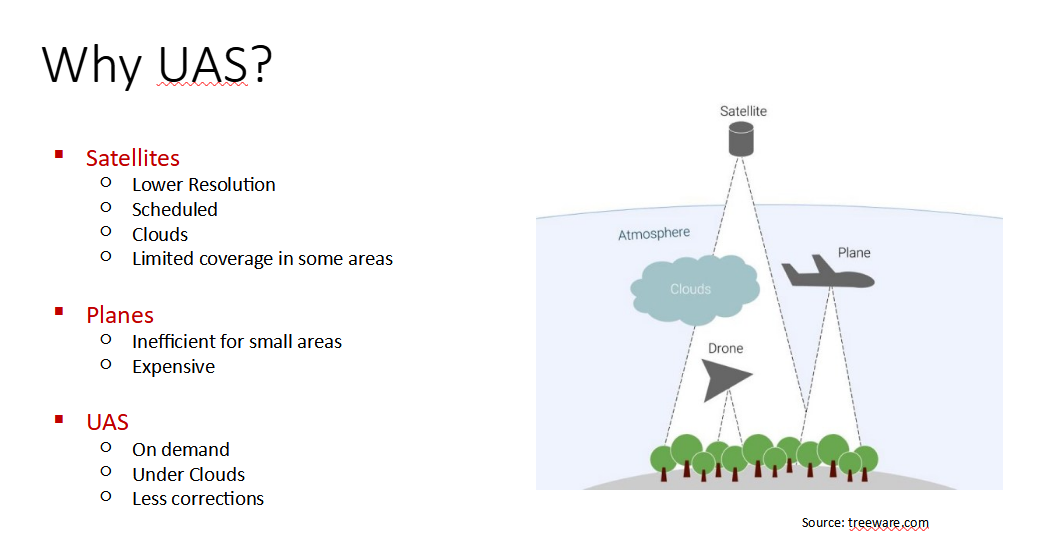 Why UAS?
▪ Satellites
o Lower Resolution
o Scheduled
o Clouds
o Limited coverage in some areas
▪ Planes
o Inefficient for small areas
o Expensive
▪ UAS
o On demand
o Under Clouds
o Less corrections
Satellite
Atmosphere
Plane
Clouds
Drone
Source: treeware.com